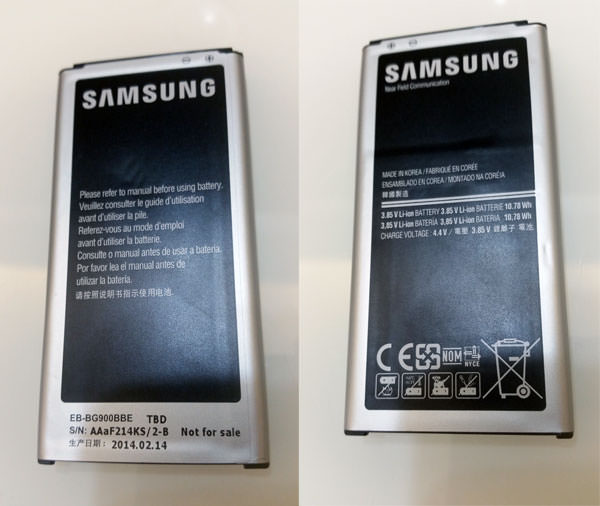 SAMSUNG
Please refer to manual before using battery.
Veuillez consulter le guide d'utilisation
avant d'utiliser la pile.
Referez-vous au mode d'emploi
avant d'utiliser la batterie.
Consulte o manual antes de usar a bateria.
Por favor lea el manual antes de
utilizar la batería.
请按照说明书指示使用电池.
EB-BG900BBE TBD
S/N: AAaF214KS/2-B Not for sale
生产日期: 2014.02.14
SAMSUNG
Near Field Communication
MADE IN KOREA / FABRIQUÉ EN CORÉE
ENSAMBLADO EN COREA / MONTADO NA CORÉIA
韓國製造
3.85 V Li-ion BATTERY 3.85 V Li-ion BATTERIE 10.78 Wh
3.85 V Li-ion BATERIA 3.85 V Li-ion BATERIA 10.78 Wh
CHARGE VOLTAGE : 4.4 V / 電壓 3.85 V 鋰離子 電池
CE NOM NYCE